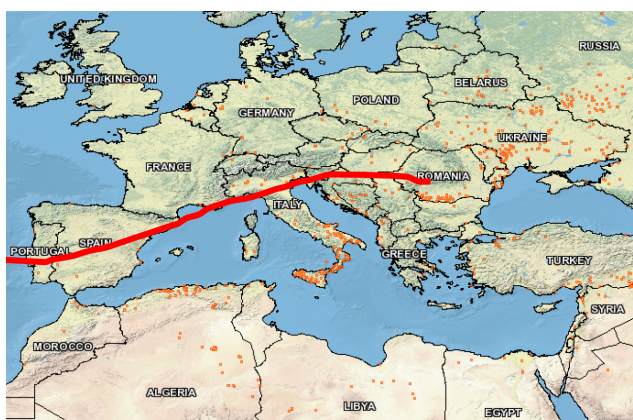 RUSSIA
UNITED KINGDOM
BELARUS
POLAND
GERMANY
UKRAINE
FRANCE
ROMANIA
ITALY
PORTUGAL
SPAIN
GREECE
TURKEY
SYRIA
MOROCCO
ALGERIA
LIBYA
EGYPT